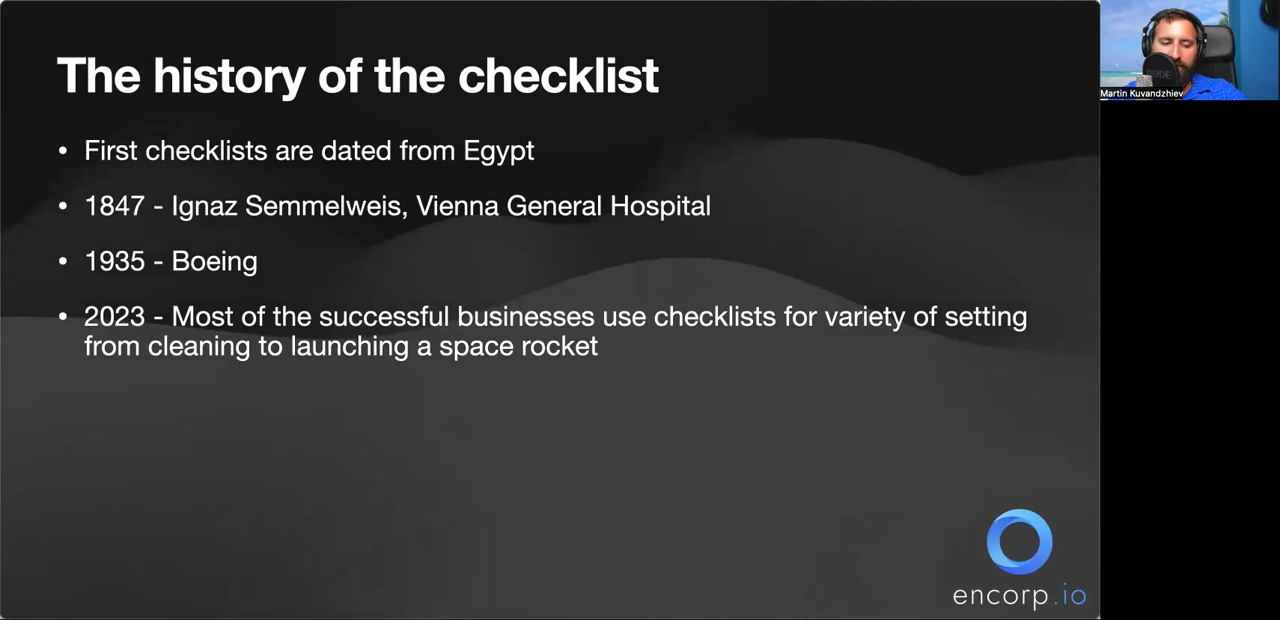 The history of the checklist
• First checklists are dated from Egypt
• 1847 - Ignaz Semmelweis, Vienna General Hospital
• 1935 - Boeing
• 2023 - Most of the successful businesses use checklists for variety of setting
from cleaning to launching a space rocket
encorp.io
RØDE
Martin Kuvandzhiev